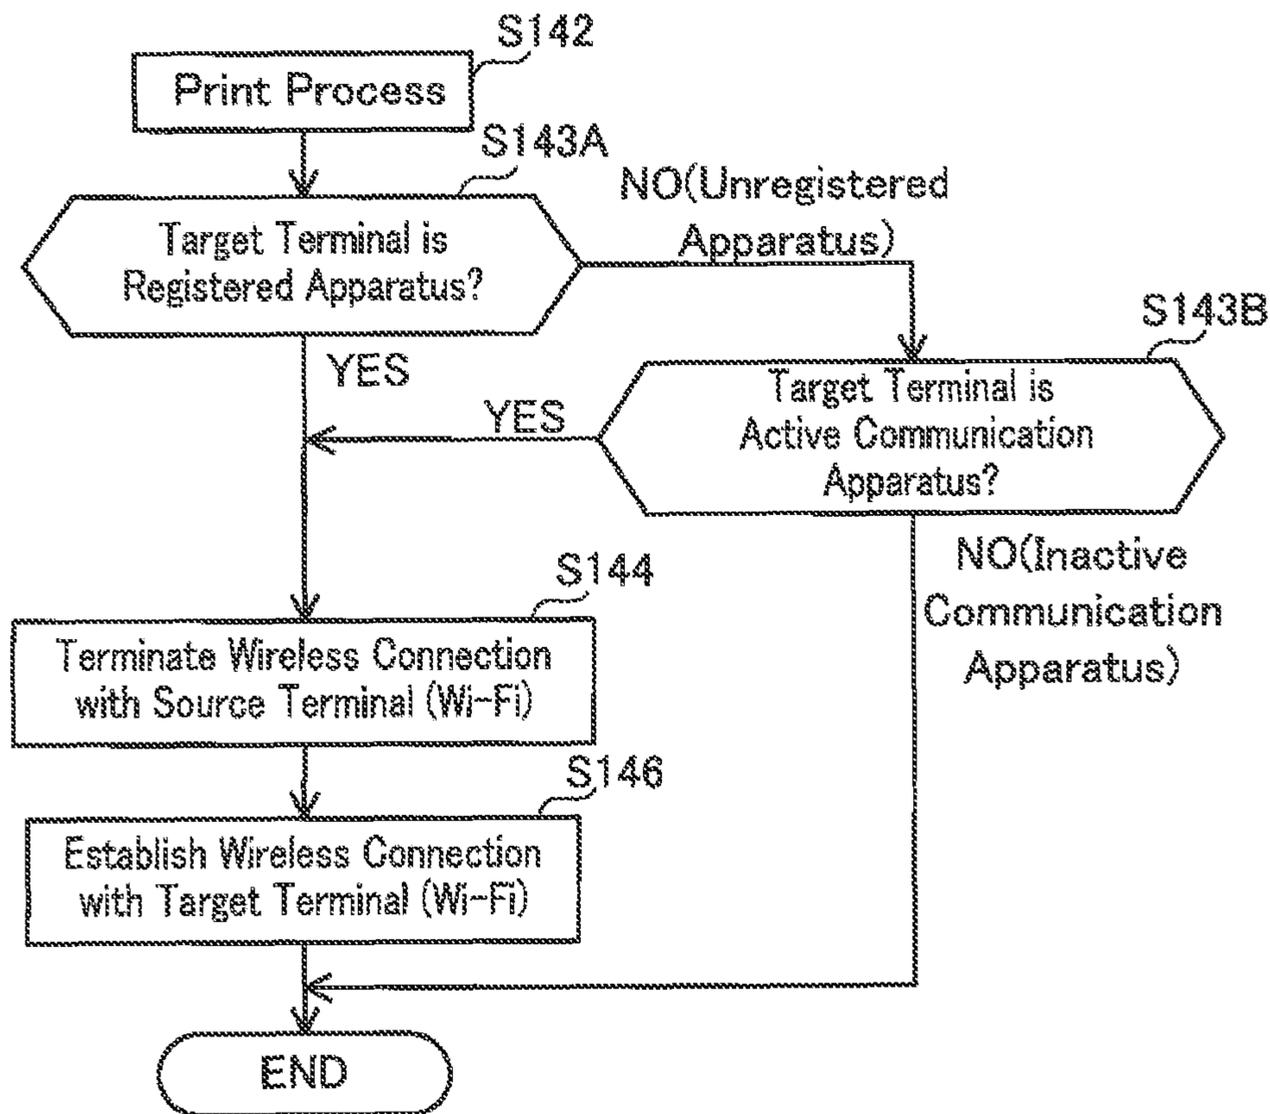 S142
Print Process
S143A
Target Terminal is
Registered Apparatus?
NO(Unregistered
Apparatus)
YES
S143B
Target Terminal is
Active Communication
Apparatus?
YES
NO(Inactive
Communication
Apparatus)
S144
Terminate Wireless Connection
with Source Terminal (Wi-Fi)
S146
Establish Wireless Connection
with Target Terminal (Wi-Fi)
END